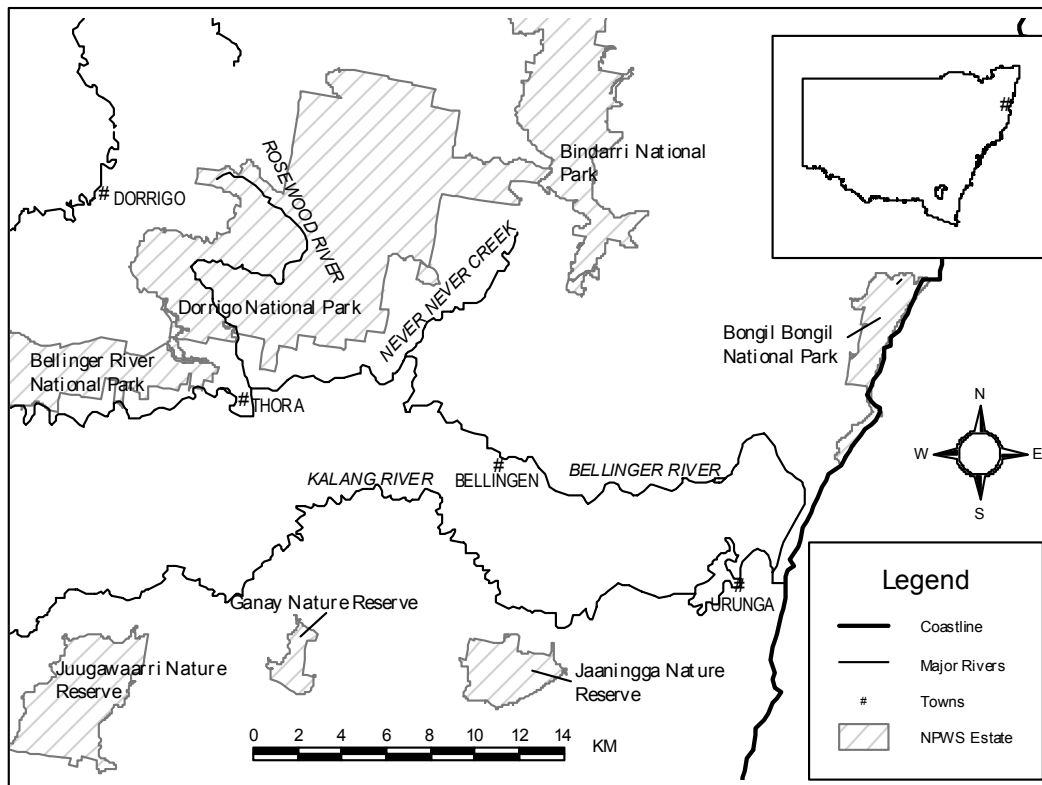 Bindarri National
Park
ROSEWOOD RIVER
#
# DORRIGO
NEVER NEVER CREEK
Dorrigo National Park
Bongil Bongil
National Park
Bellinger River
National Park
# THORA
N
W E
S
#
BELLINGEN
BELLINGER RIVER
KALANG RIVER
#
URUNGA
Ganay Nature Reserve
Juugawaarri Nature
Reserve
Jaaningga Nature
Reserve
0 2 4 6 8 10 12 14 KM
Legend
Coastline
Major Rivers
# Towns
NPWS Estate